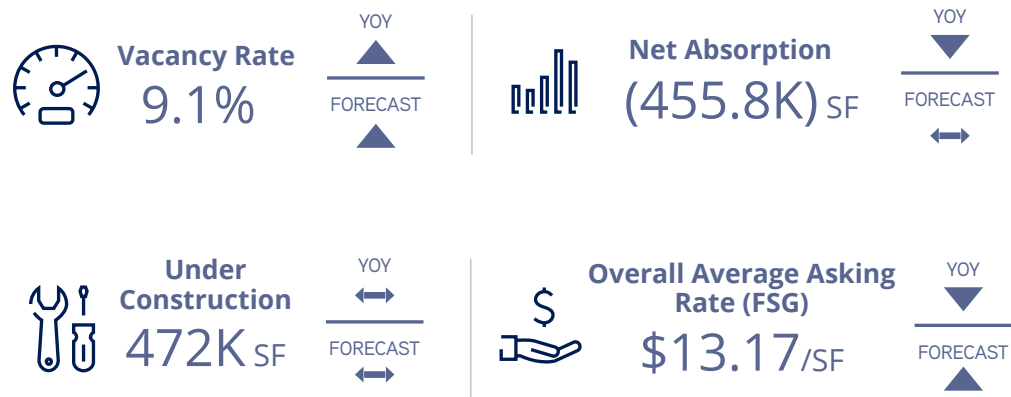 Vacancy Rate
9.1%
YOY
FORECAST
Net Absorption
(455.8K) SF
YOY
FORECAST
Under
Construction
472K SF
YOY
FORECAST
$
Overall Average Asking
Rate (FSG)
$13.17/SF
YOY
FORECAST